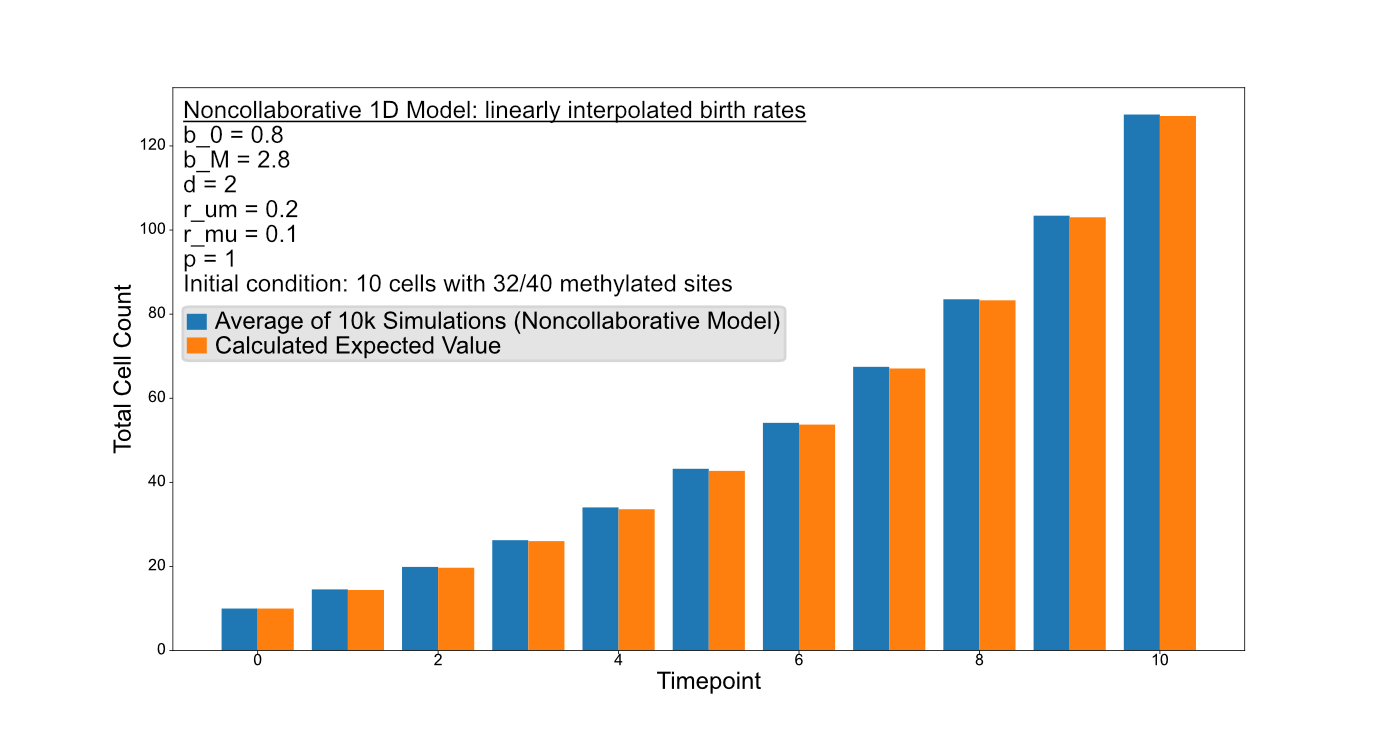 Noncollaborative 1D Model: linearly interpolated birth rates
b_0 = 0.8
b_M = 2.8
d = 2
r_um = 0.2
r_mu = 0.1
p = 1
Initial condition: 10 cells with 32/40 methylated sites
Average of 10k Simulations (Noncollaborative Model)
Calculated Expected Value
Total Cell Count
120
100
80
60
40
20
0
0 2 4 6 8 10
Timepoint